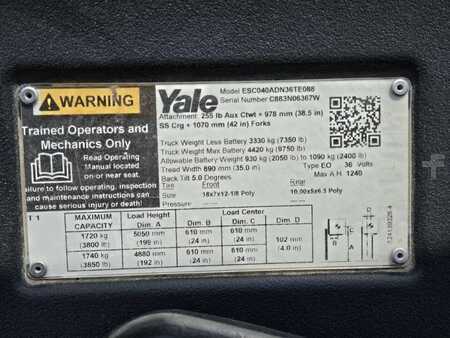 WARNING
Trained Operators and
Mechanics Only
Read Operating
Manual located
on or near seat.
Failure to follow operating
and maintenance instructions can
cause serious injury or death!
Yale
Model ESC040ADN36TE088
Serial Number C883N06367W
Attachment: 255 lb Aux Ctwt + 978 mm (38.5 in)
SS Crg + 1070 mm (42 in) Forks
Truck Weight Less Battery 3330 kg (7350 lb)
Truck Weight Max Battery 4420 kg (9750 lb)
Allowable Battery Weight 930 kg (2050 lb) to 1090 kg (2400 lb)
Tread Width 890 mm (35.0 in) Type EO 36 Volts
Back Tilt 5.0 Degrees Max A H 1240
Tire Front Rear
Size 18x7x12-1/8 Poly 10.00x5x6.5 Poly
MAXIMUM CAPACITY Load Height Dim. A Load Center Dim. B Dim. C Dim. D
1720 kg (3800 lb) 5050 mm (199 in) 610 mm (24 in) 610 mm (24 in) 102 mm (4.0 in)
1740 kg (3850 lb) 4880 mm (192 in) 610 mm (24 in) 610 mm (24 in)